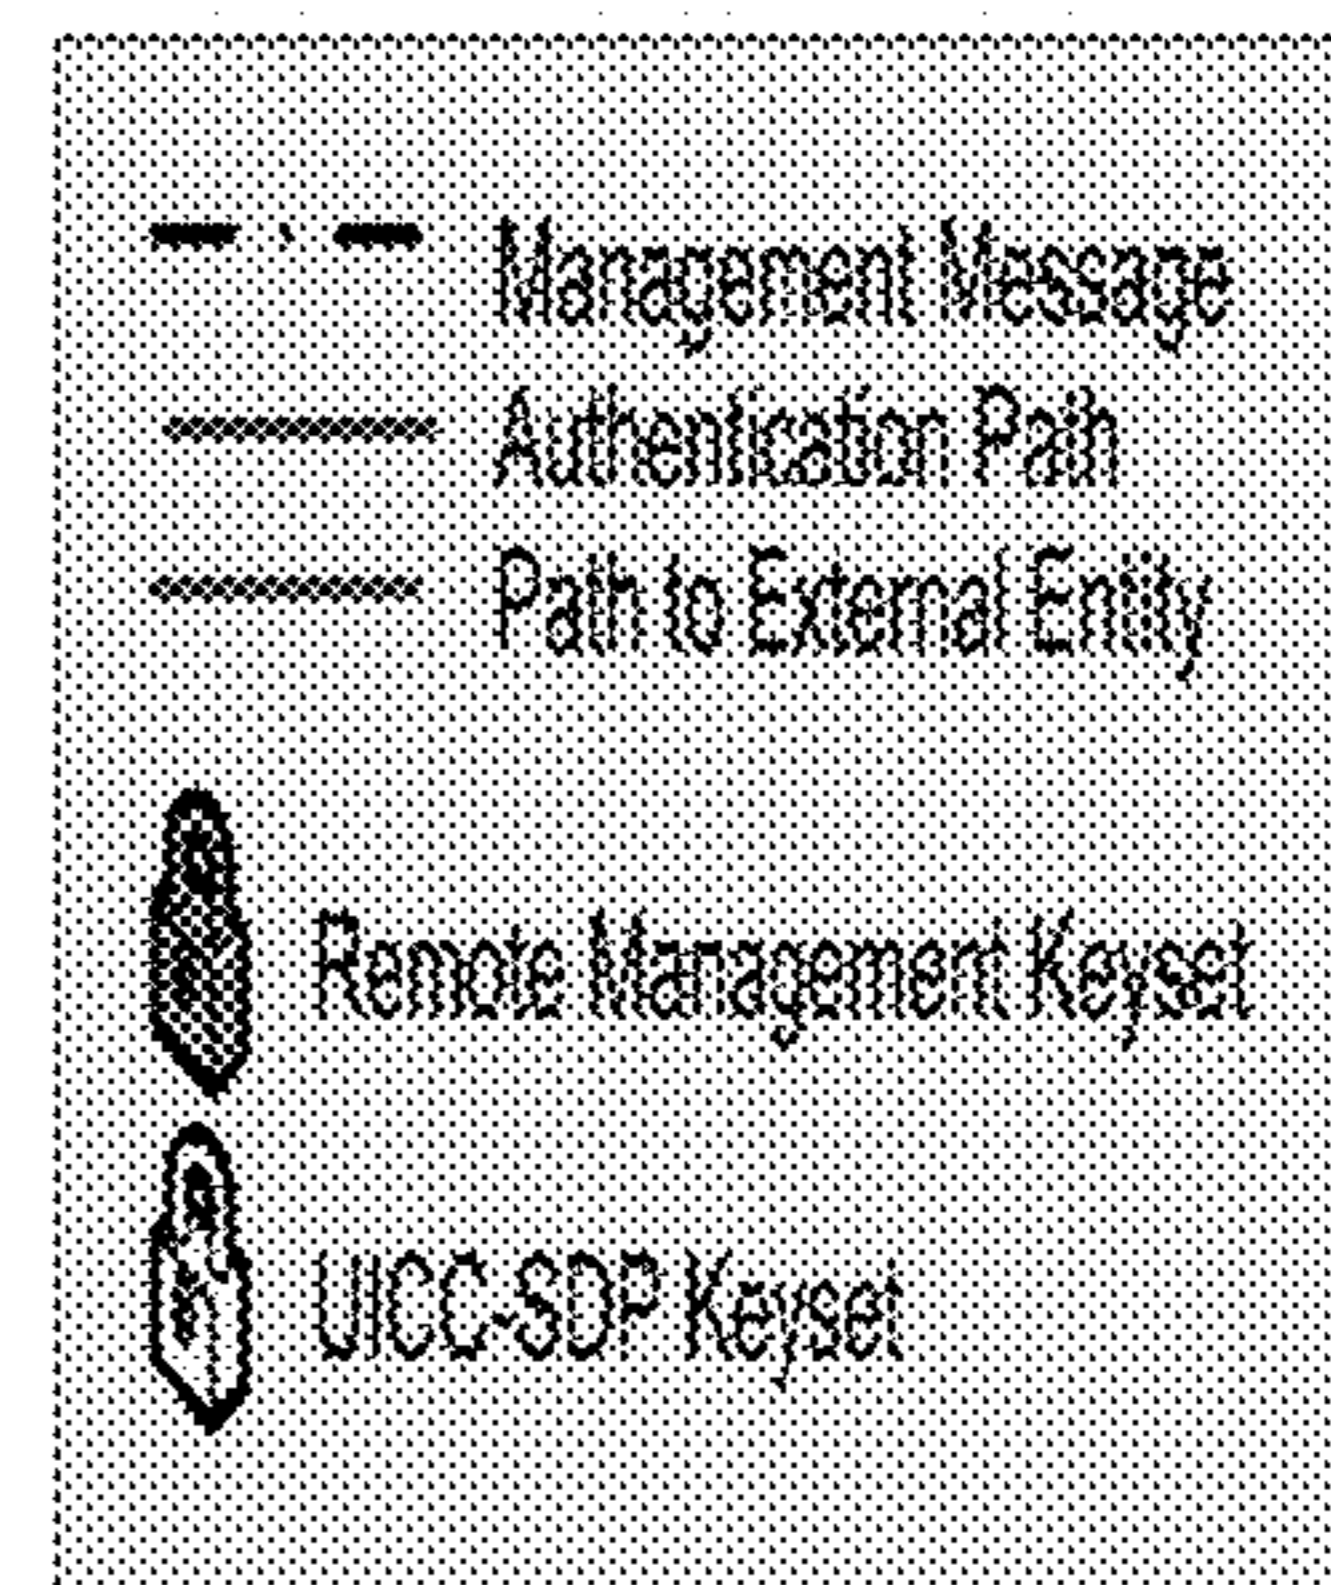 Management Message
Authentication Path
Path to External Entity
Remote Management Keyset
UICC-SDP Keyset